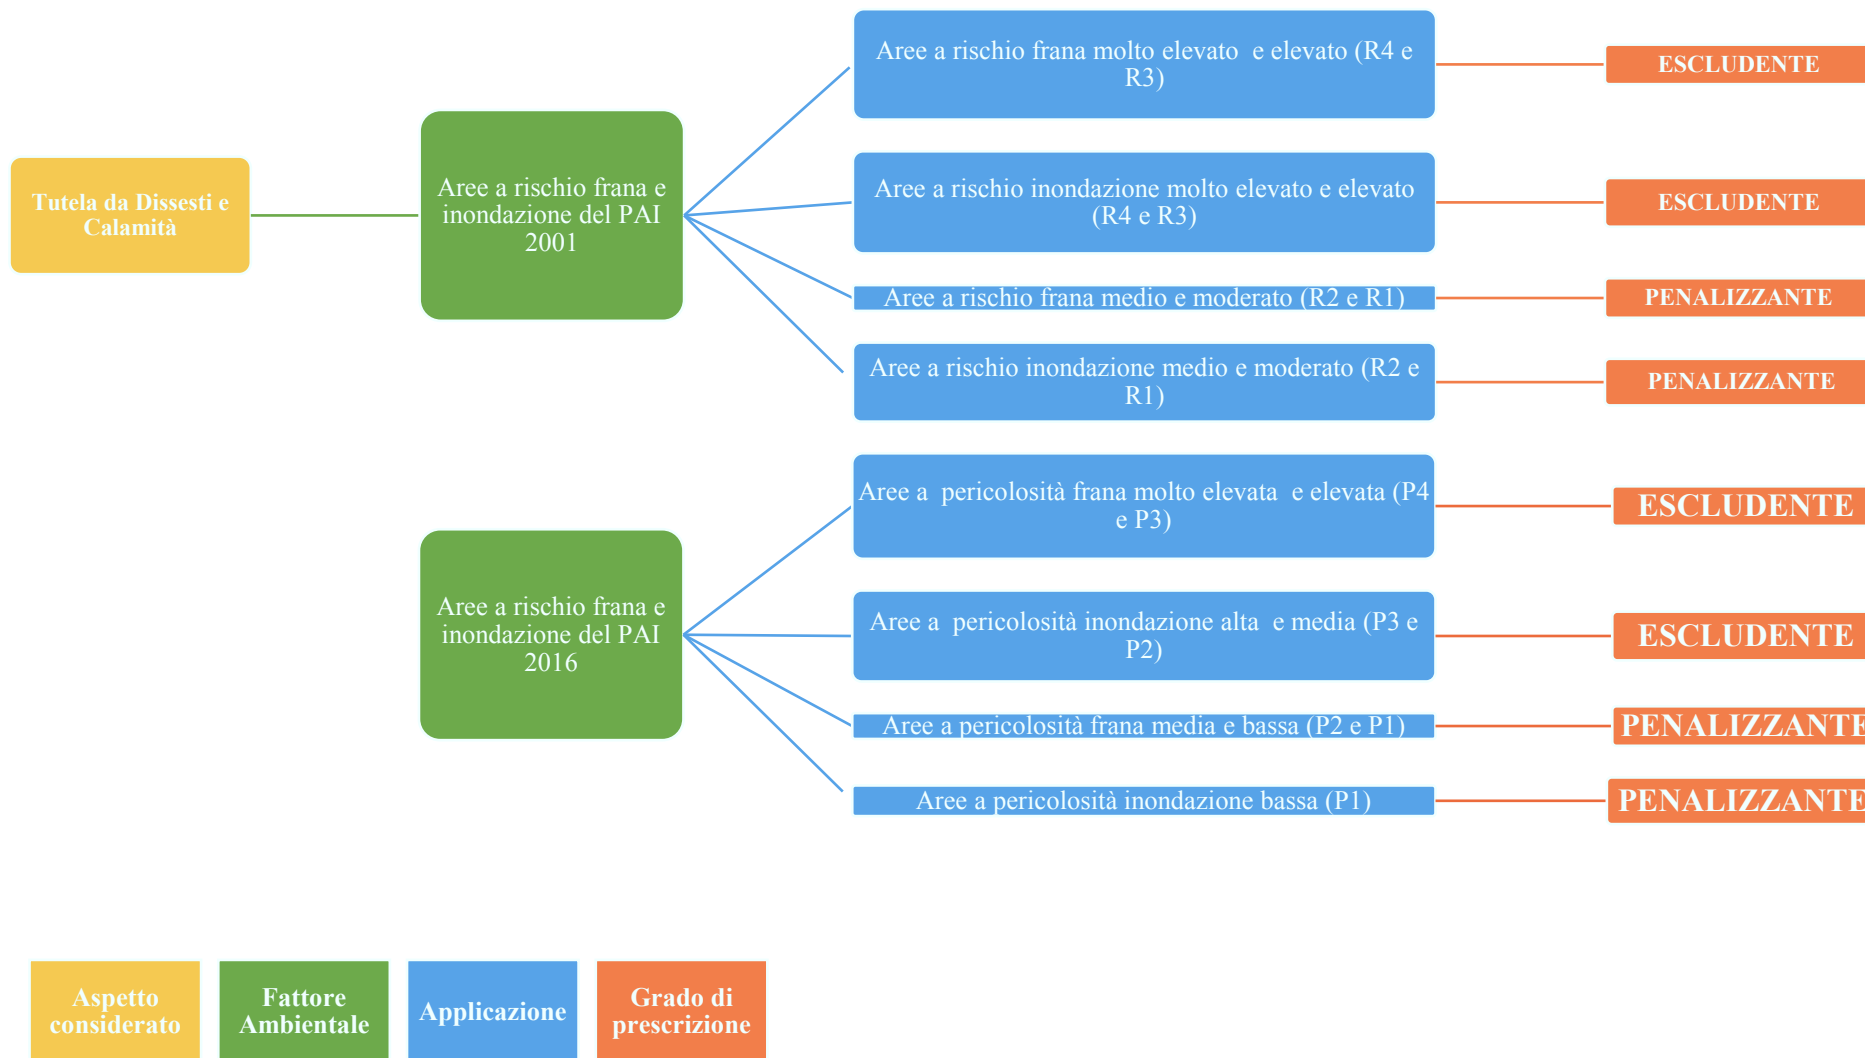 Tutela da Dissesti e
Calamità
Aree a rischio frana e
inondazione del PAI
2001
Aree a rischio frana molto elevato  e elevato (R4 e
R3)
ESCLUDENTE
Aree a rischio inondazione molto elevato e elevato
(R4 e R3)
ESCLUDENTE
Aree a rischio frana medio e moderato (R2 e R1)
PENALIZZANTE
Aree a rischio inondazione medio e moderato (R2 e
R1)
PENALIZZANTE
Aree a rischio frana e
inondazione del PAI
2016
Aree a  pericolosità frana molto elevata  e elevata (P4
e P3)
ESCLUDENTE
Aree a  pericolosità inondazione alta  e media (P3 e
P2)
ESCLUDENTE
Aree a pericolosità frana media e bassa (P2 e P1)
PENALIZZANTE
Aree a pericolosità inondazione bassa (P1)
PENALIZZANTE
Aspetto
considerato
Fattore
Ambientale
Applicazione
Grado di
prescrizione